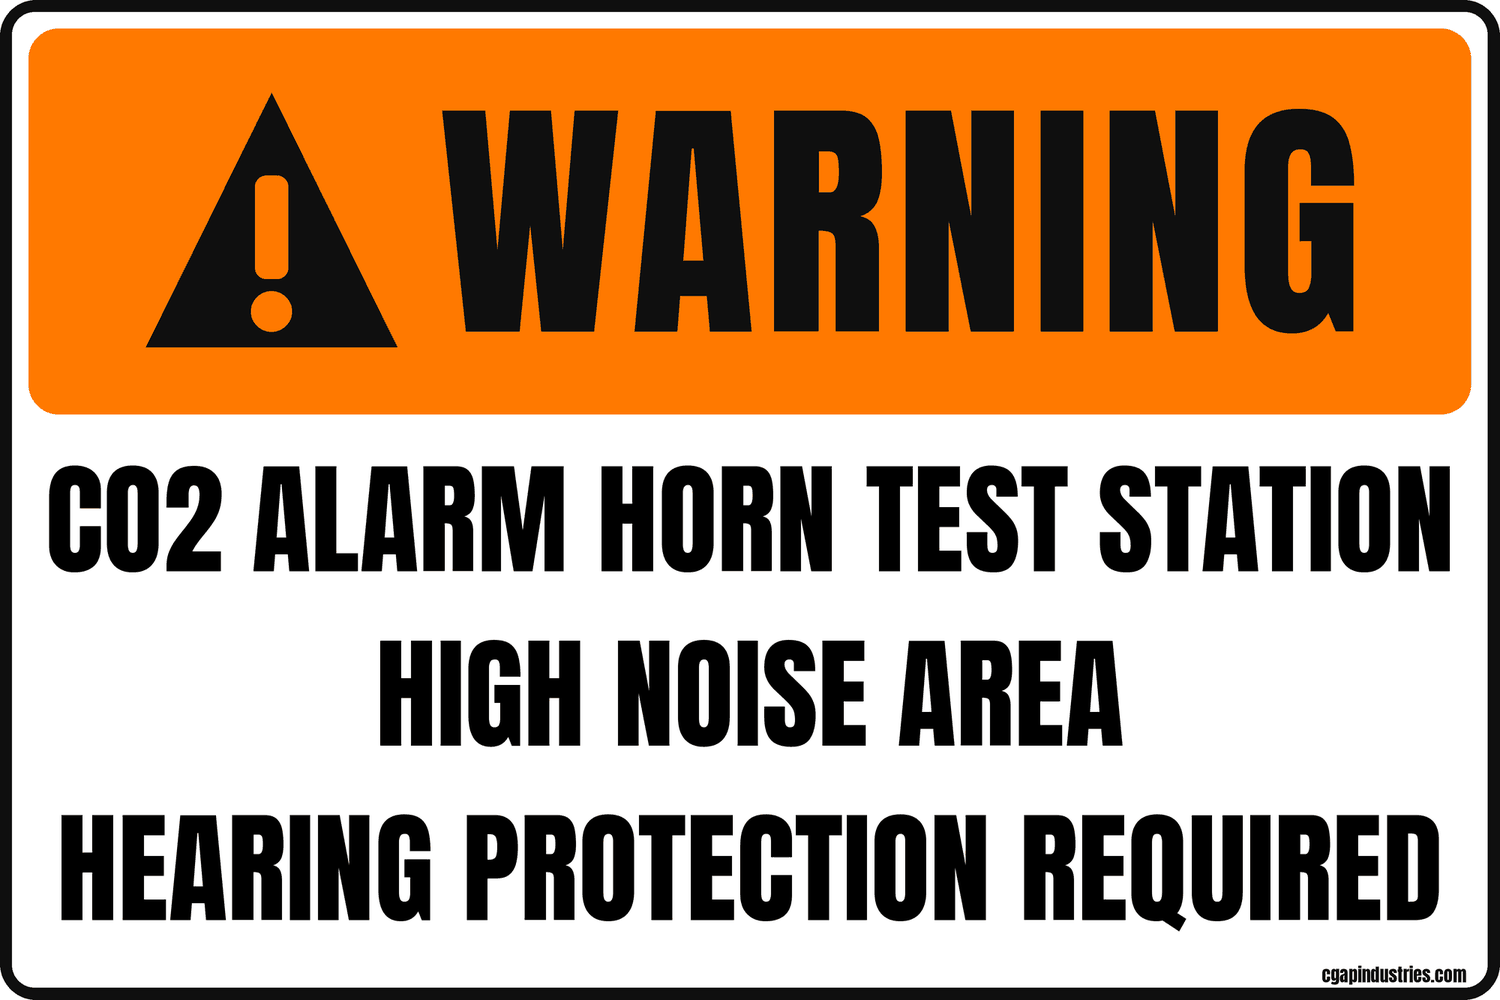 WARNING
CO2 ALARM HORN TEST STATION
HIGH NOISE AREA
HEARING PROTECTION REQUIRED
cgapindustries.com